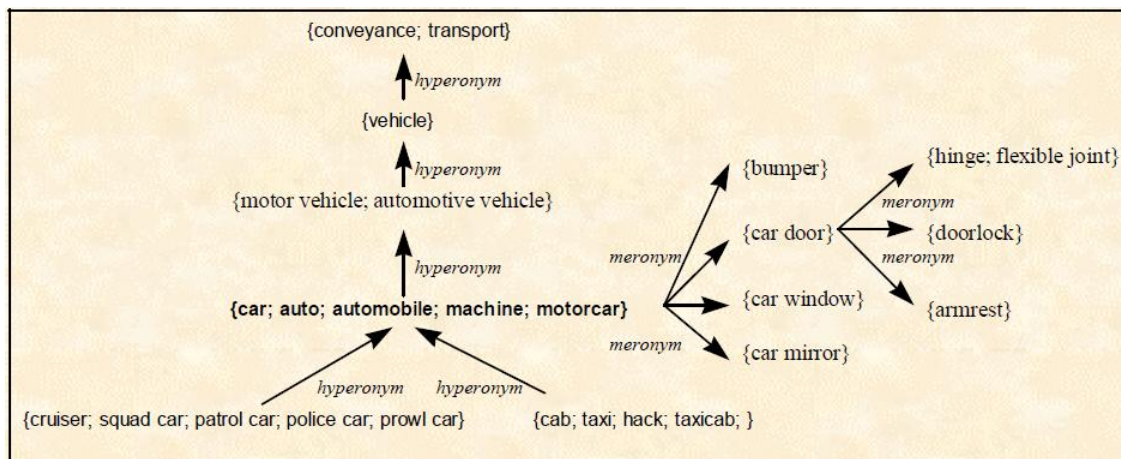 {conveyance; transport}
hyperonym
{vehicle}
hyperonym
{motor vehicle; automotive vehicle}
hyperonym
{car; auto; automobile; machine; motorcar}
hyperonym
hyperonym
{cruiser; squad car; patrol car; police car; prowl car}
{cab; taxi; hack; taxicab; }
meronym
meronym
{bumper}
{car door}
{car window}
{car mirror}
{hinge; flexible joint}
meronym
{doorlock}
meronym
{armrest}